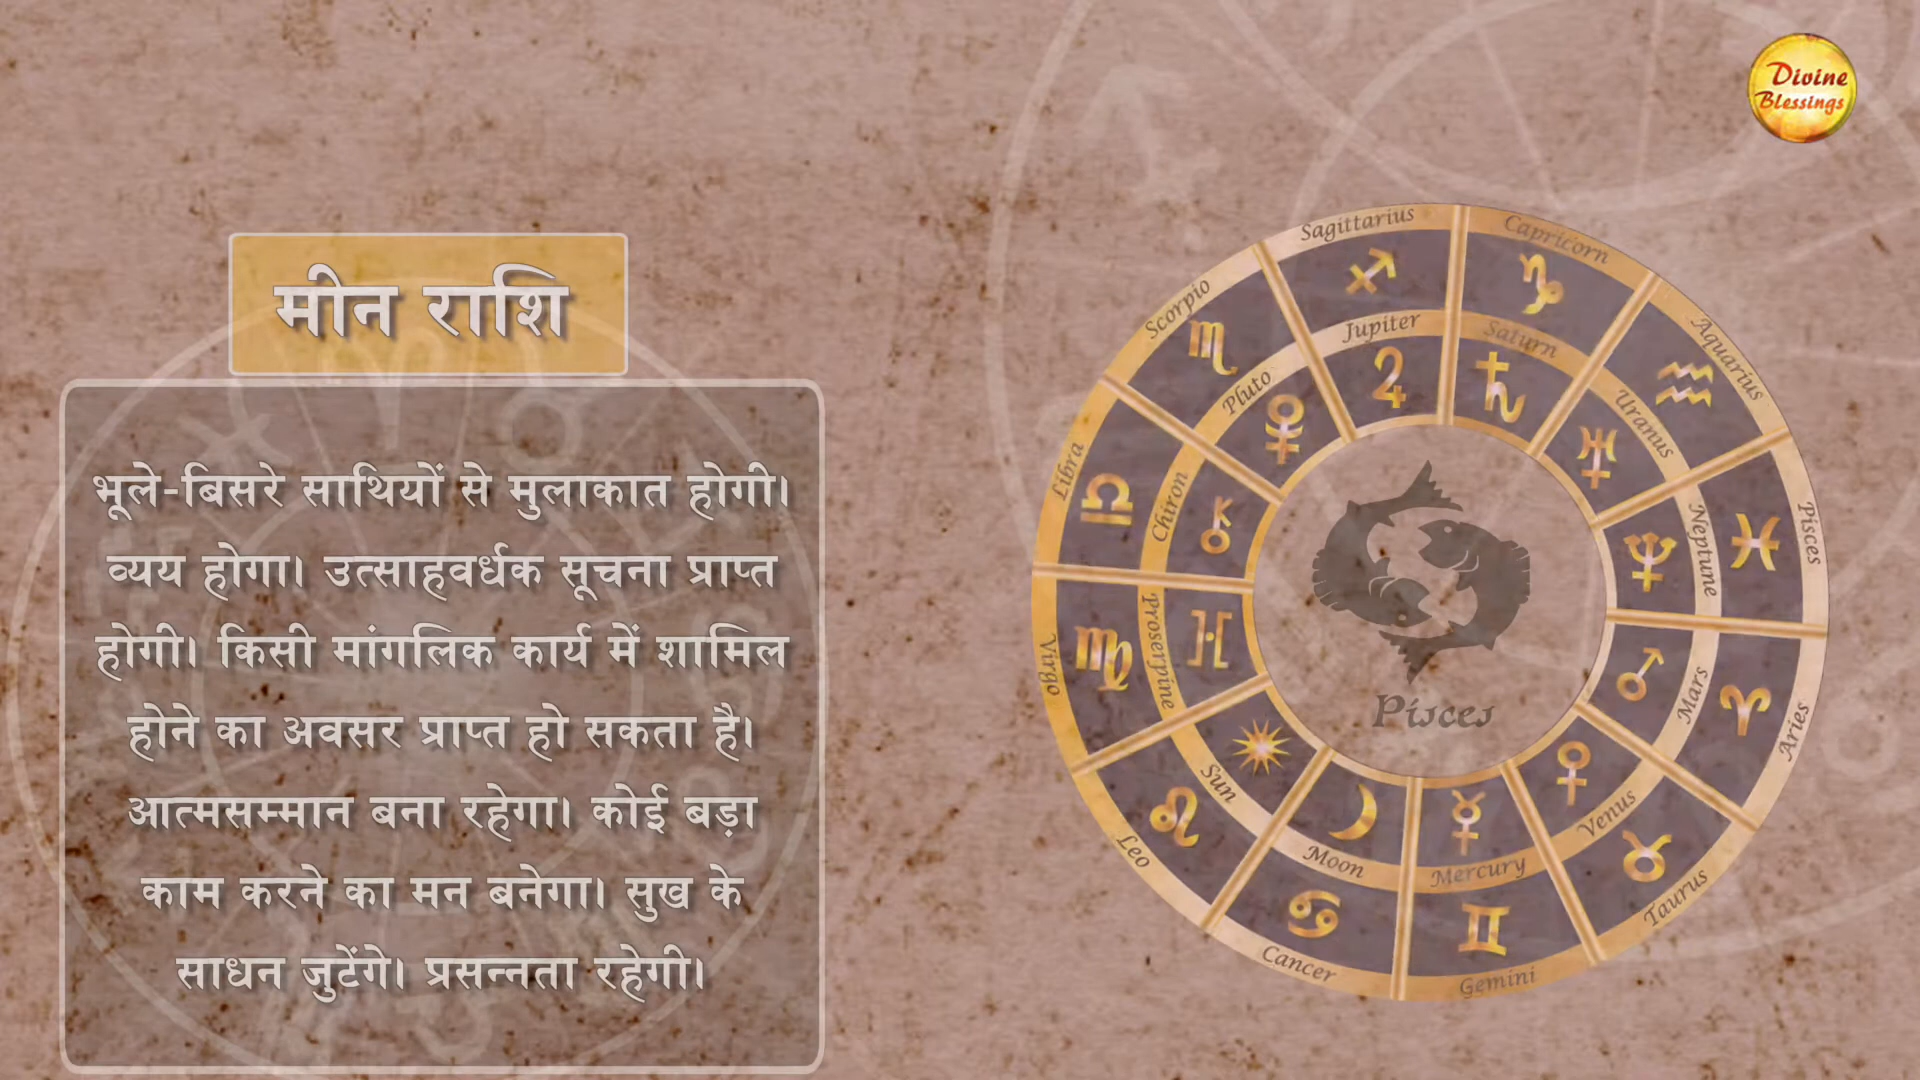 Divine
Blessings
मीन राशि
भूले-बिसरे साथियों से मुलाकात होगी।
व्यय होगा। उत्साहवर्धक सूचना प्राप्त
होगी। किसी मांगलिक कार्य में शामिल
होने का अवसर प्राप्त हो सकता है।
आत्मसम्मान बना रहेगा। कोई बड़ा
काम करने का मन बनेगा। सुख के
साधन जुटेंगे। प्रसन्नता रहेगी।
Sagittarius
Capricorn
Aquarius
Pisces
Aries
Taurus
Gemini
Cancer
Leo
Virgo
Libra
Scorpio
Jupiter
Saturn
Uranus
Neptune
Mars
Venus
Mercury
Moon
Sun
Proserpine
Chiron
Pluto
Pisces